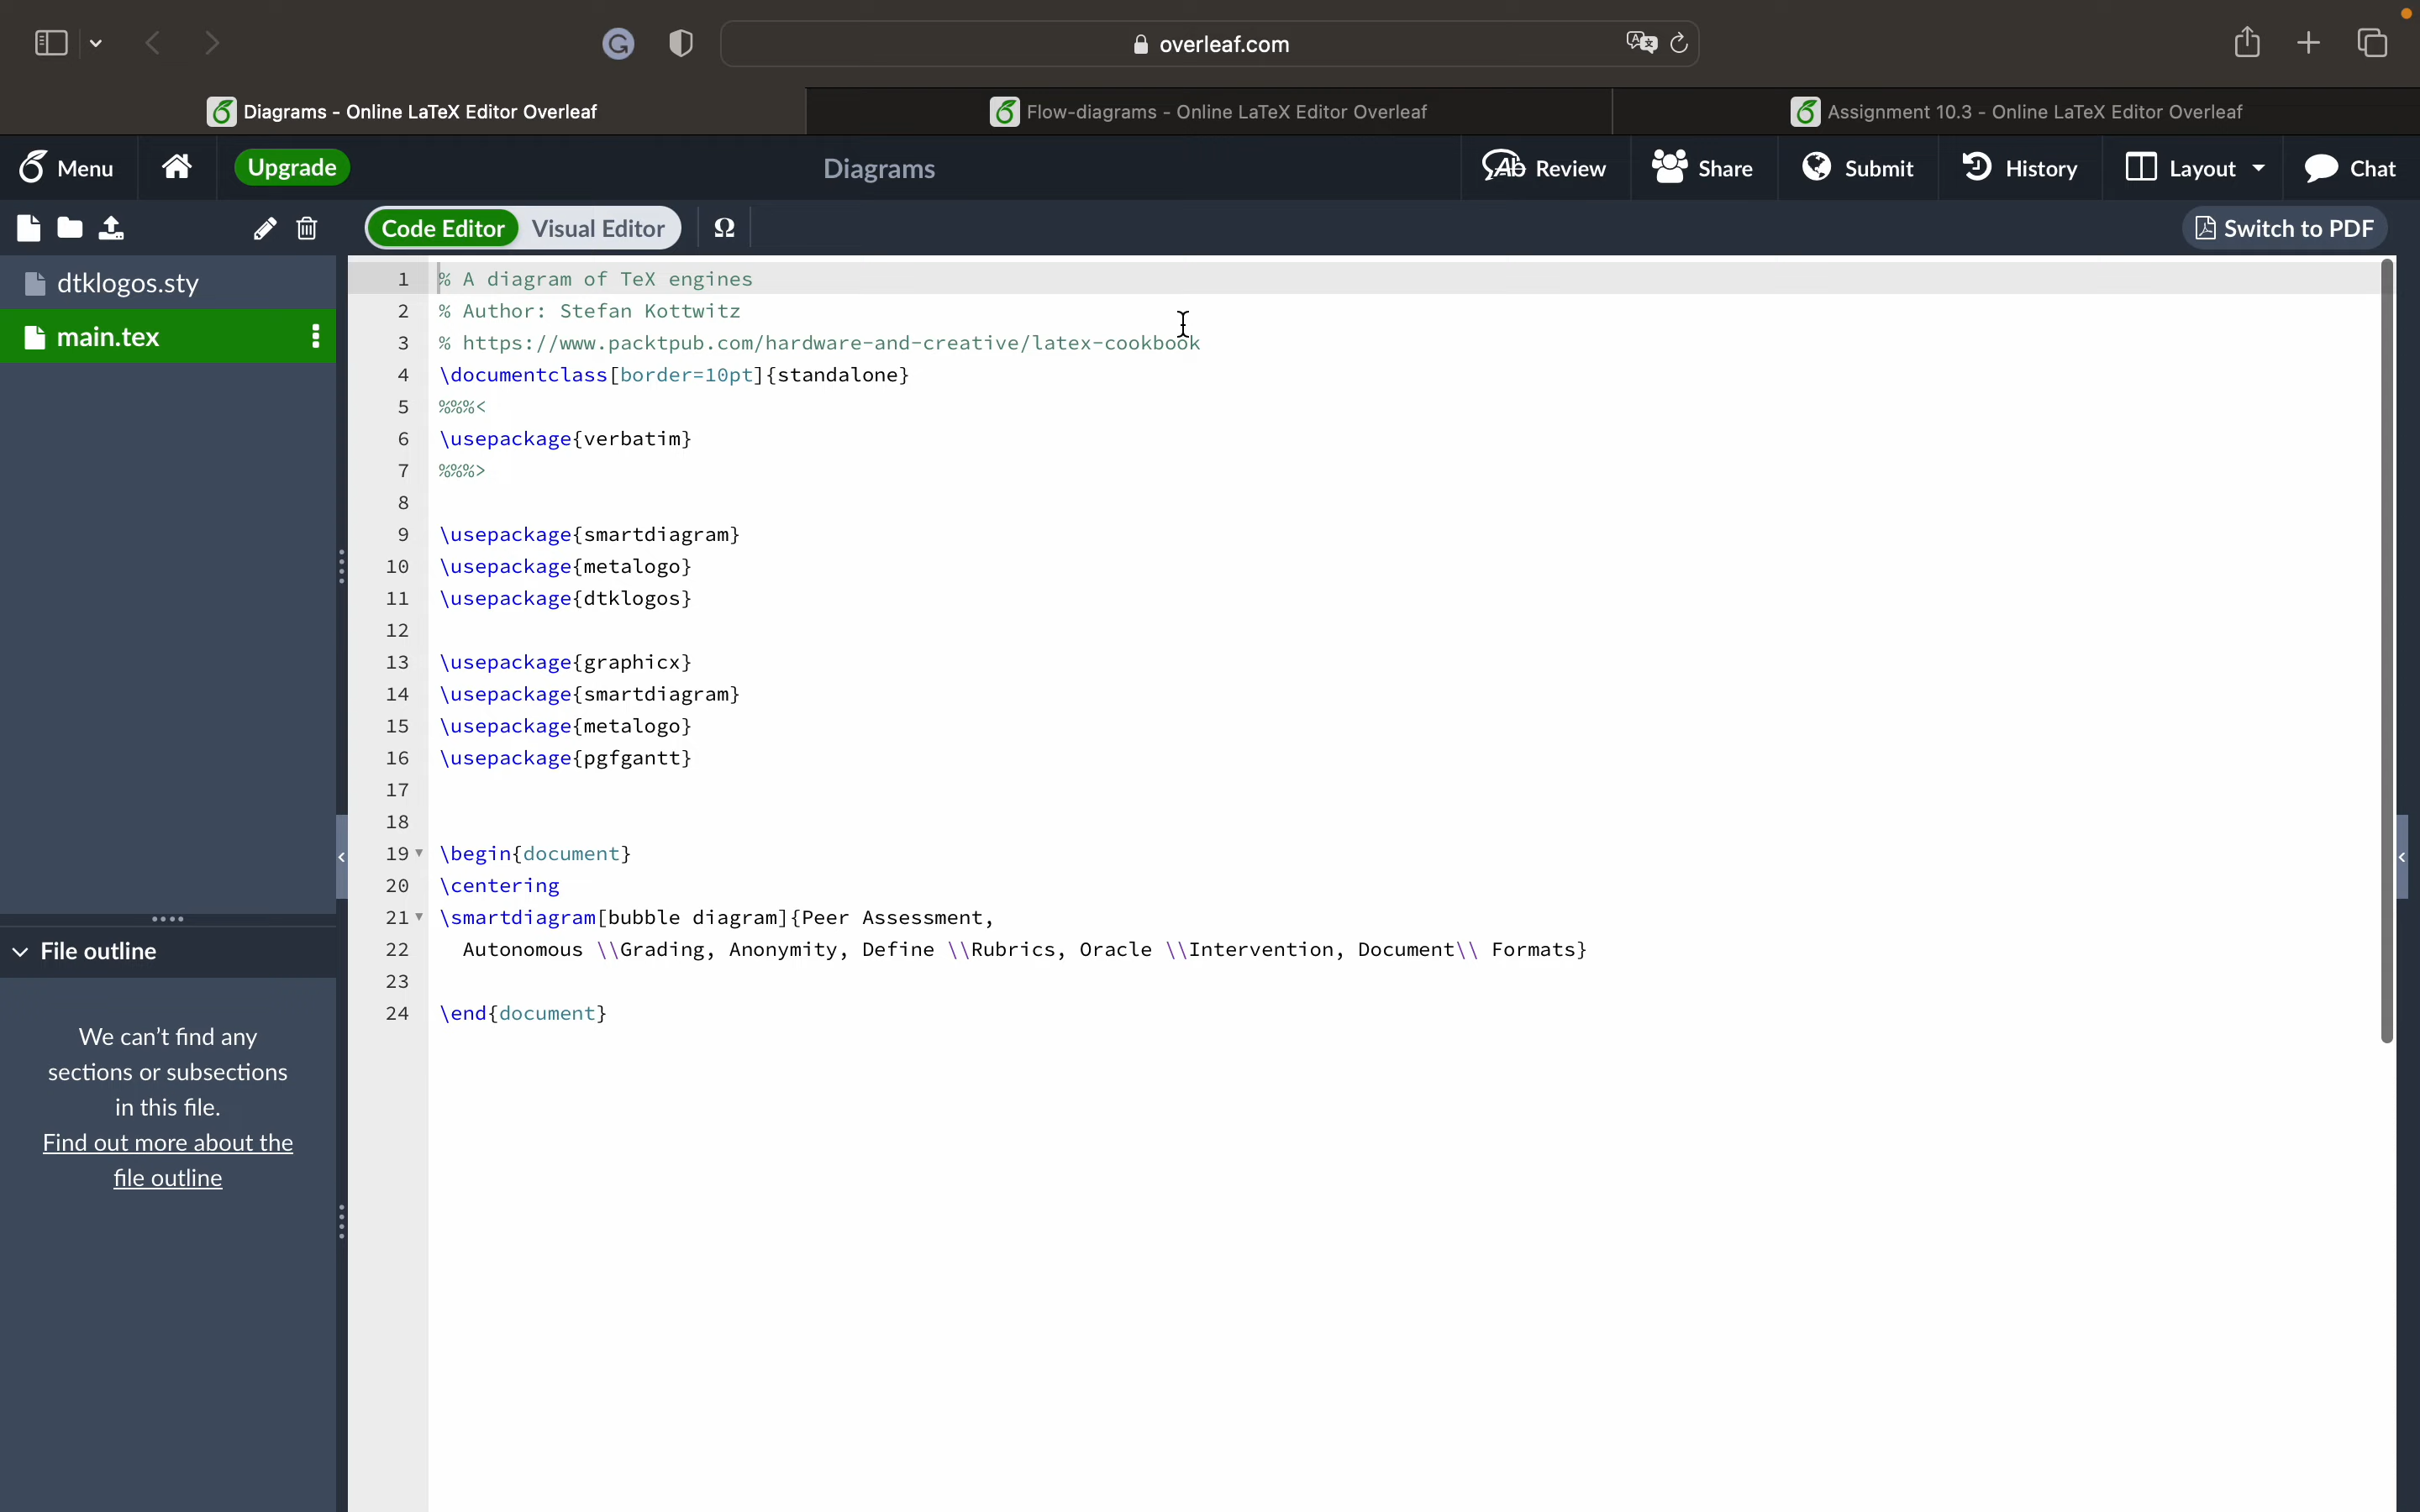 overleaf.com
Diagrams - Online LaTeX Editor Overleaf
Flow-diagrams - Online LaTeX Editor Overleaf
Assignment 10.3 - Online LaTeX Editor Overleaf
Menu
Upgrade
Diagrams
Review
Share
Submit
History
Layout
Chat
Code Editor
Visual Editor
Ω
Switch to PDF
dtklogos.sty
main.tex
File outline
We can't find any
sections or subsections
in this file.
Find out more about the
file outline
1 % A diagram of TeX engines
2 % Author: Stefan Kottwitz
3 % https://www.packtpub.com/hardware-and-creative/latex-cookbook
4 \documentclass[border=10pt]{standalone}
5 %%%<
6 \usepackage{verbatim}
7 %%%>
8
9 \usepackage{smartdiagram}
10 \usepackage{metalogo}
11 \usepackage{dtklogos}
12
13 \usepackage{graphicx}
14 \usepackage{smartdiagram}
15 \usepackage{metalogo}
16 \usepackage{pgfgantt}
17
18
19 \begin{document}
20 \centering
21 \smartdiagram[bubble diagram]{Peer Assessment,
22 Autonomous \\Grading, Anonymity, Define \\Rubrics, Oracle \\Intervention, Document\\ Formats}
23
24 \end{document}